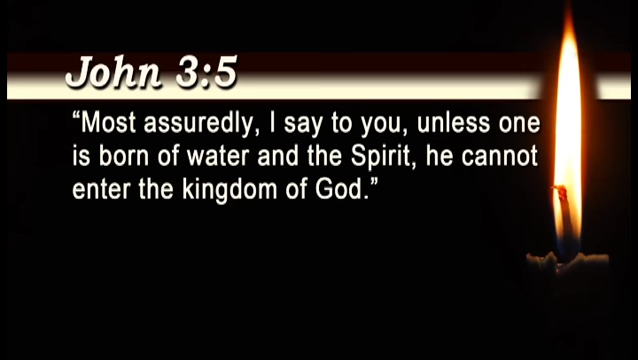 John 3:5
“Most assuredly, I say to you, unless one
is born of water and the Spirit, he cannot
enter the kingdom of God.”